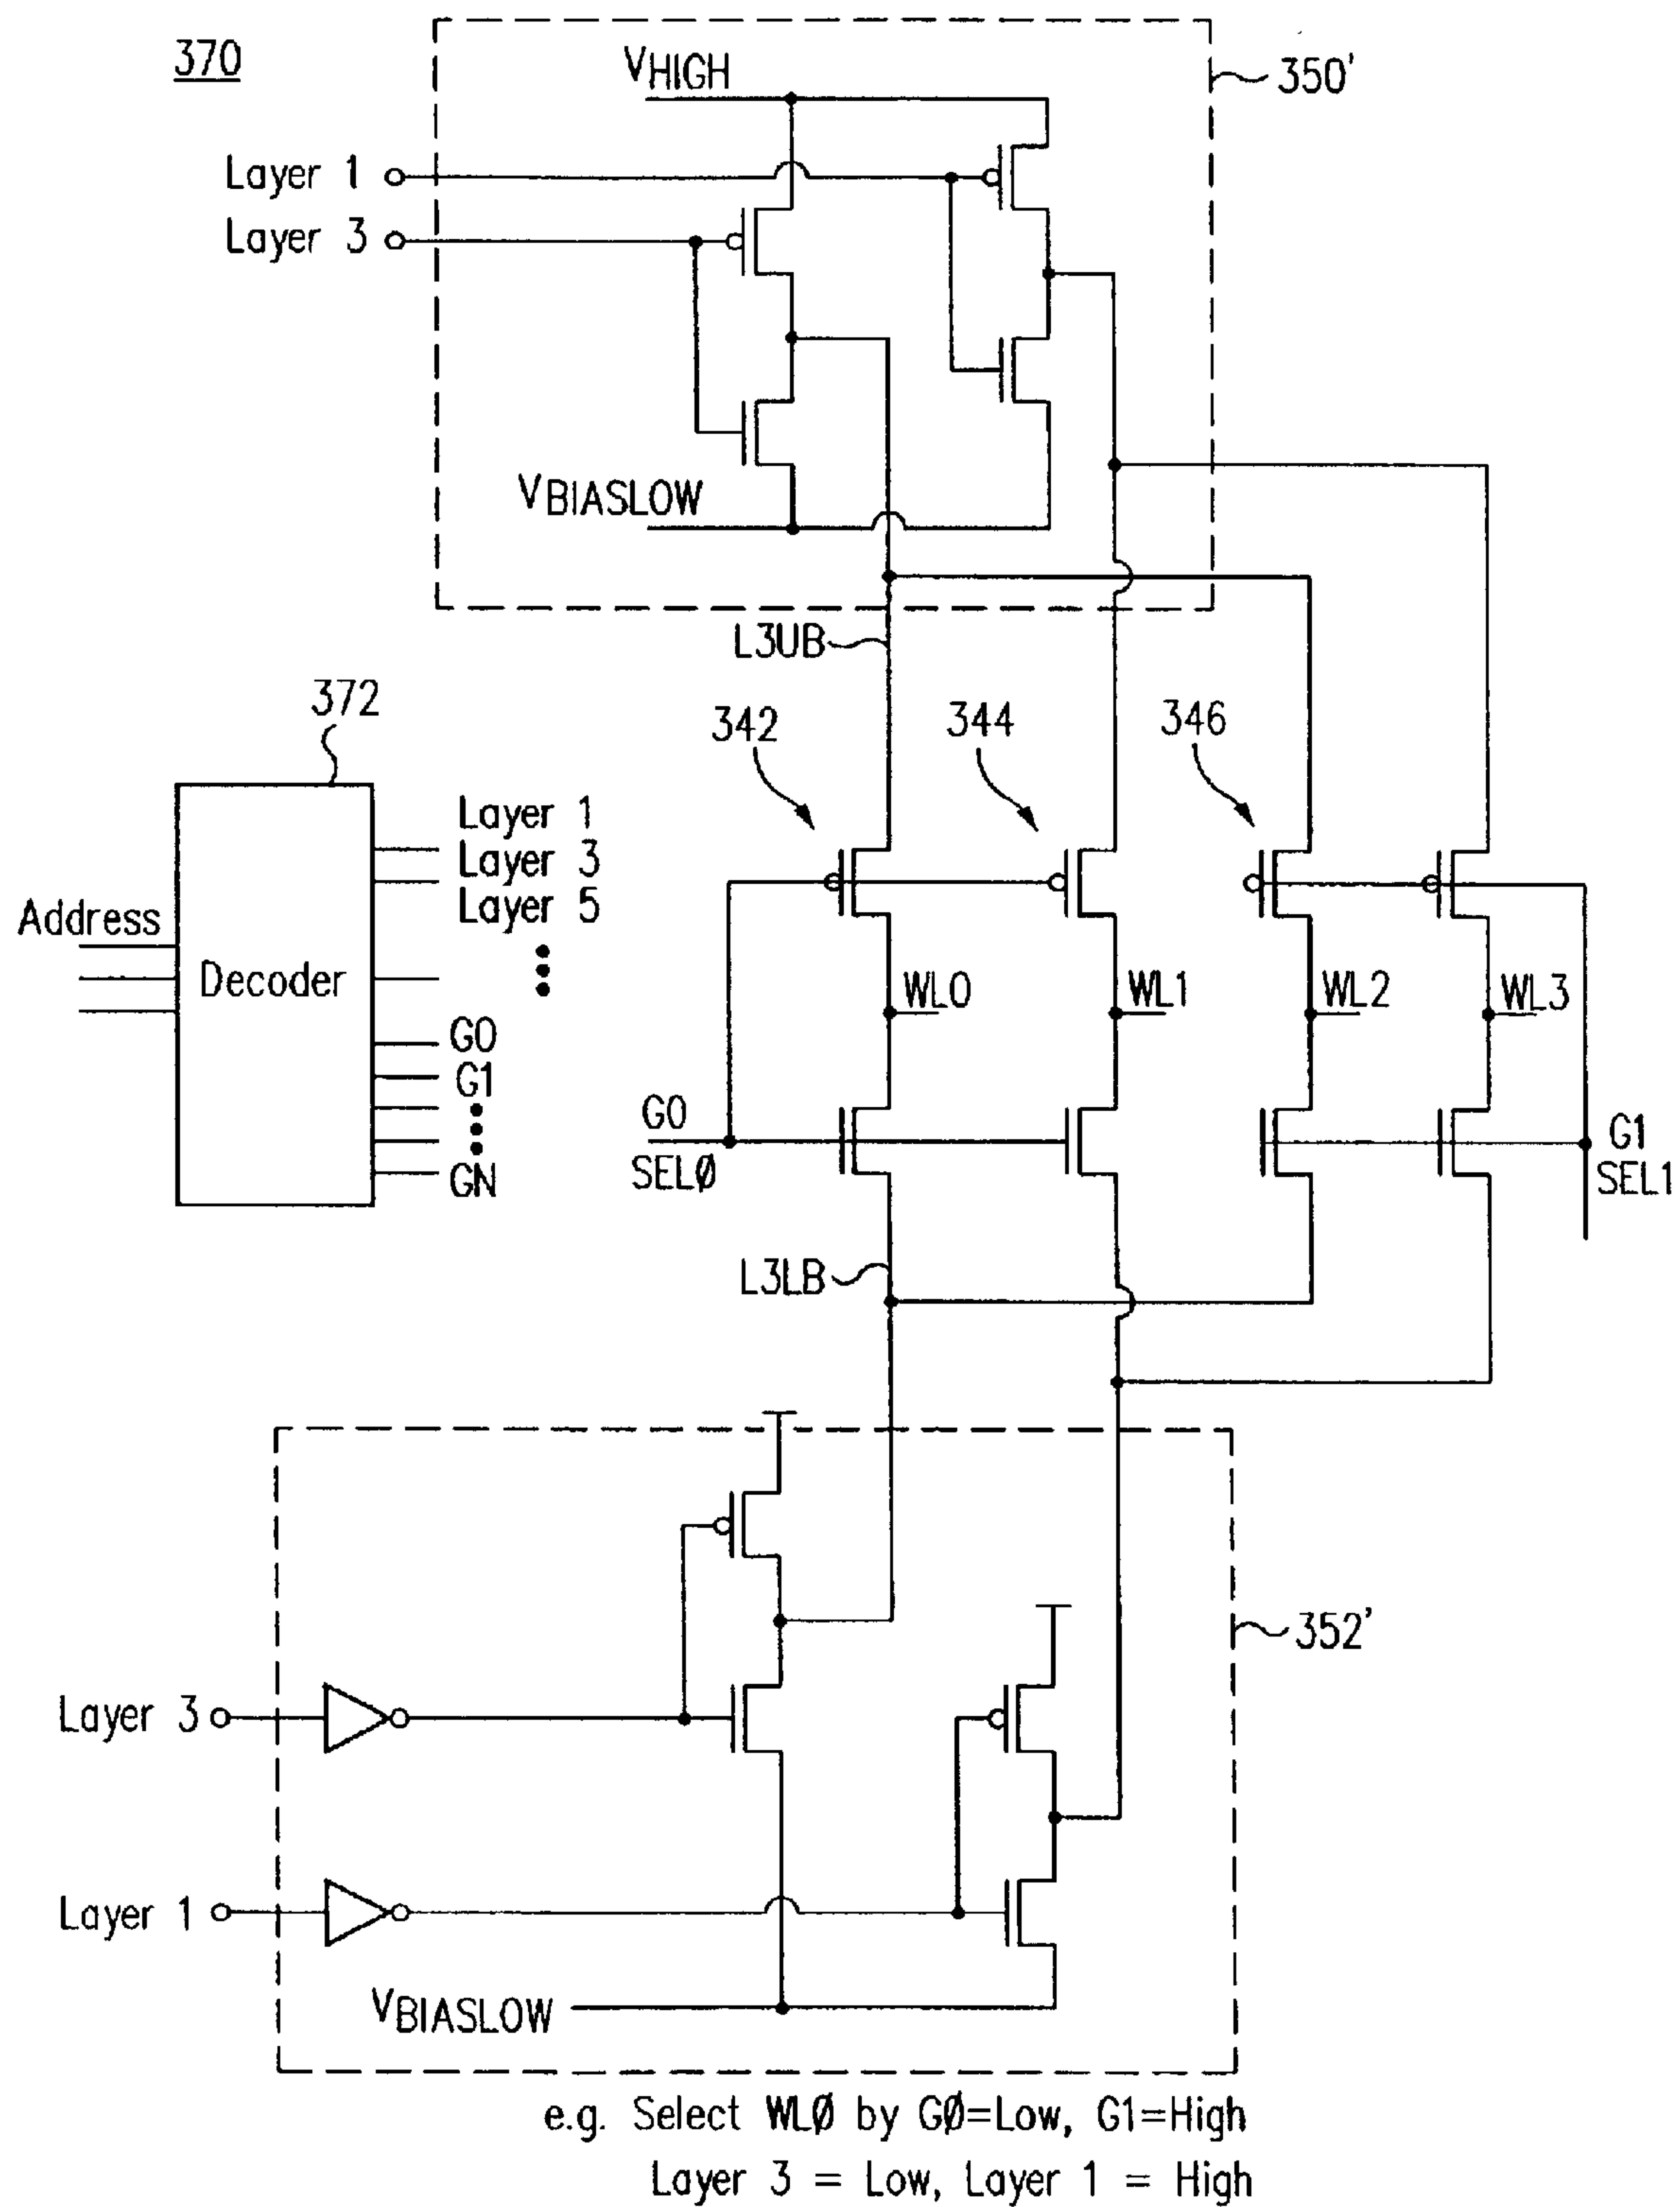 370
VHIGH
350'
Layer 1
Layer 3
VBIASLOW
L3UB
372
342
344
346
Layer 1
Layer 3
Layer 5
Address
Decoder
WL0
WL1
WL2
WL3
G0
G1
GN
G0
SELØ
G1
SEL1
L3LB
352'
Layer 3
Layer 1
VBIASLOW
e.g. Select WLØ by GØ=Low, G1=High
Layer 3 = Low, Layer 1 = High